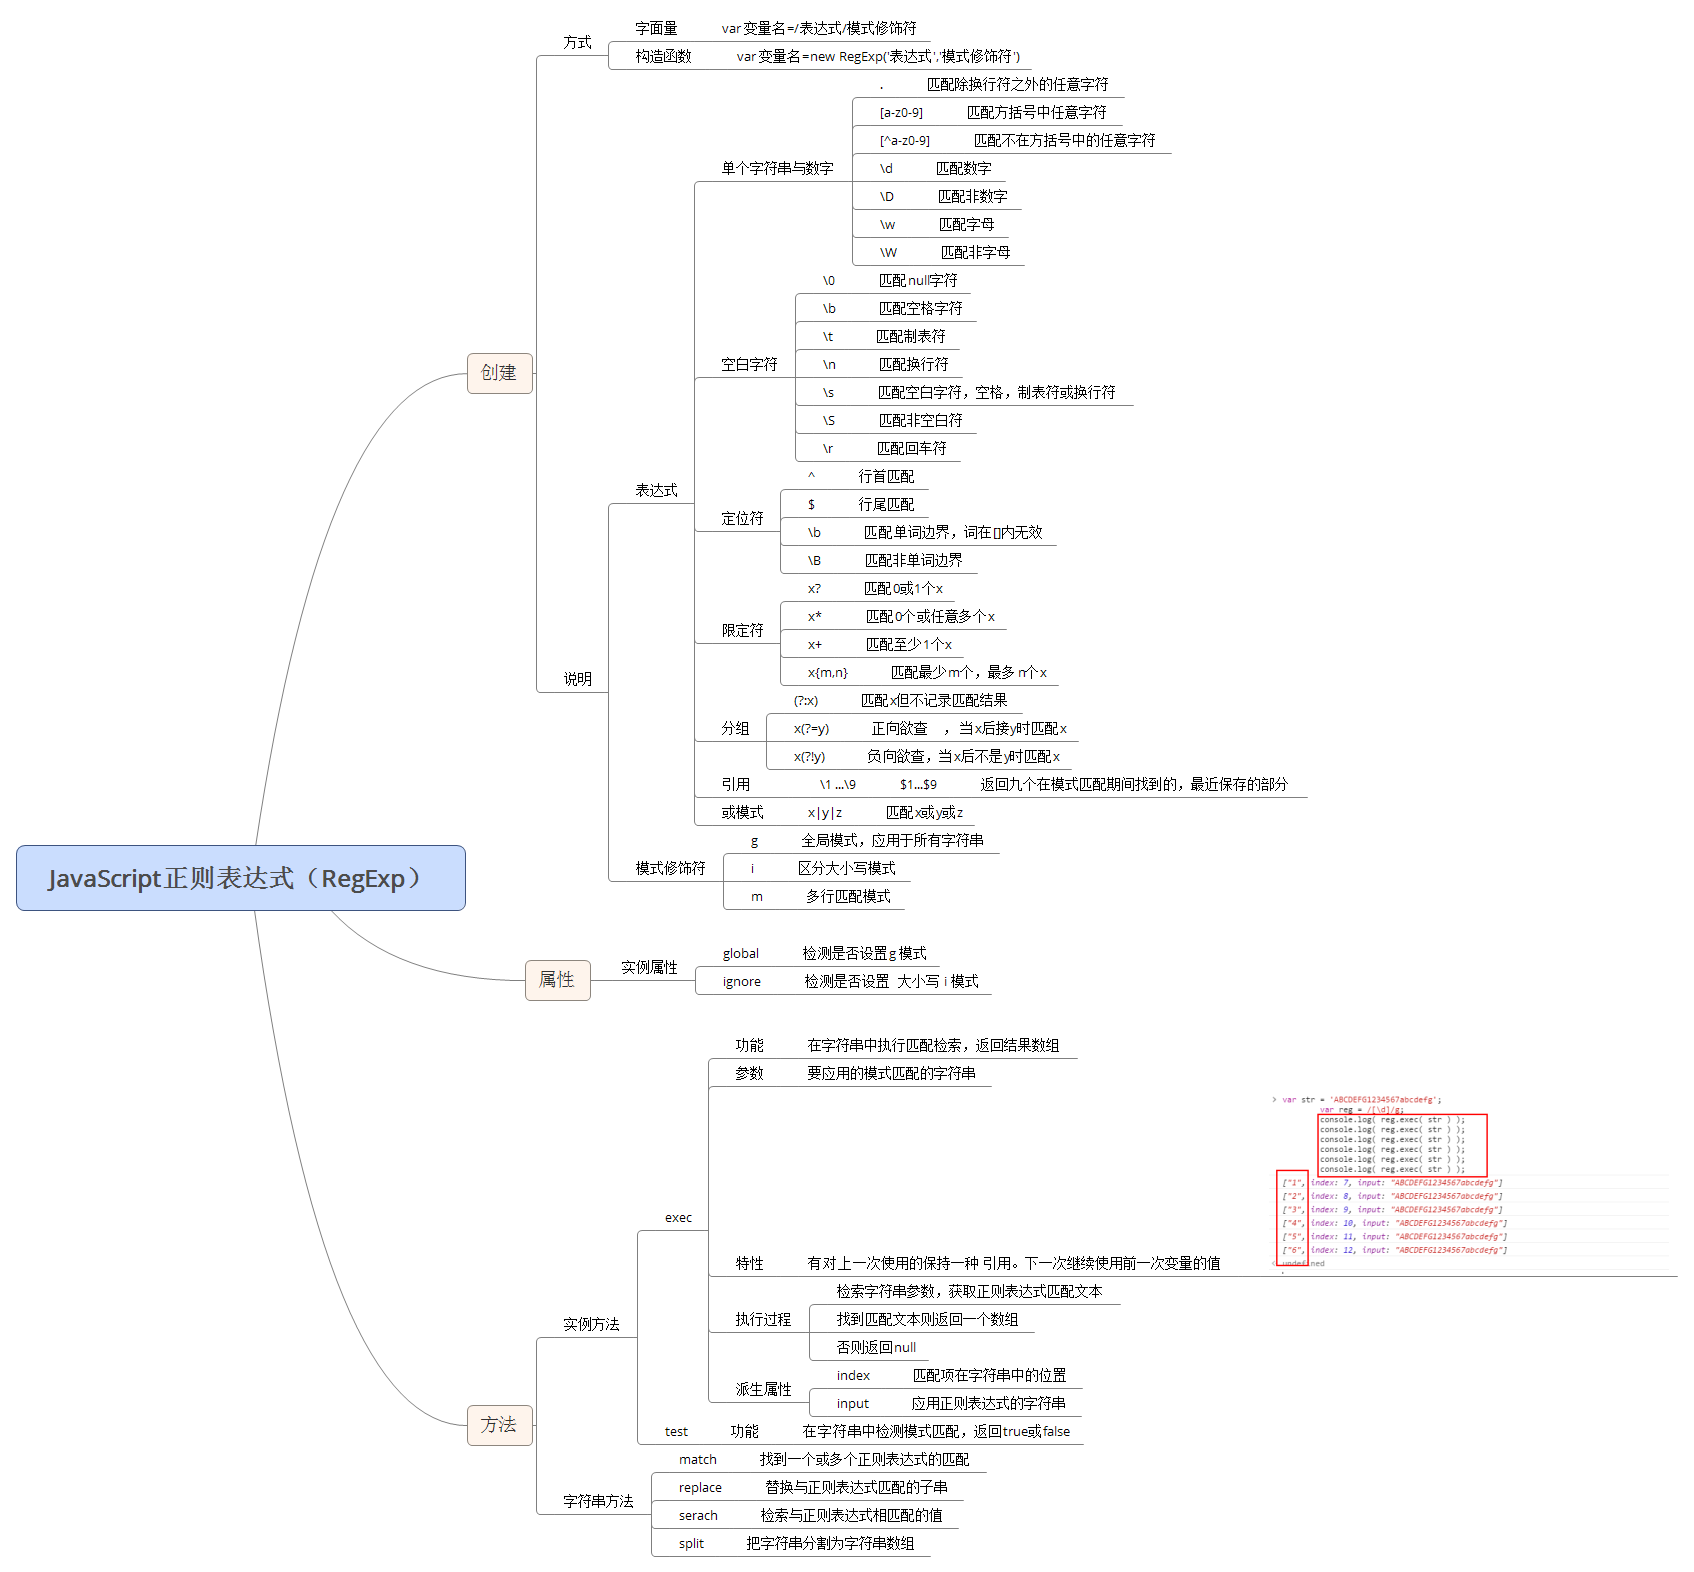 JavaScript正则表达式（RegExp）
创建
方式
字面量 var 变量名=/表达式/模式修饰符
构造函数 var 变量名=new RegExp('表达式','模式修饰符')
说明
表达式
单个字符串与数字
. 匹配除换行符之外的任意字符
[a-z0-9] 匹配方括号中任意字符
[^a-z0-9] 匹配不在方括号中的任意字符
\d 匹配数字
\D 匹配非数字
\w 匹配字母
\W 匹配非字母
空白字符
\0 匹配null字符
\b 匹配空格字符
\t 匹配制表符
\n 匹配换行符
\s 匹配空白字符，空格，制表符或换行符
\S 匹配非空白符
\r 匹配回车符
定位符
^ 行首匹配
$ 行尾匹配
\b 匹配单词边界，词在[]内无效
\B 匹配非单词边界
限定符
x? 匹配0或1个x
x* 匹配0个或任意多个x
x+ 匹配至少1个x
x{m,n} 匹配最少m个，最多 n个x
分组
(?:x) 匹配x但不记录匹配结果
x(?=y) 正向欲查 ，当x后接y时匹配x
x(?!y) 负向欲查，当x后不是y时匹配x
引用 \1 ...\9 $1...$9 返回九个在模式匹配期间找到的，最近保存的部分
或模式 x|y|z 匹配x或y或z
模式修饰符
g 全局模式，应用于所有字符串
i 区分大小写模式
m 多行匹配模式
属性
实例属性
global 检测是否设置g 模式
ignore 检测是否设置 大小写 i 模式
方法
实例方法
exec
功能 在字符串中执行匹配检索，返回结果数组
参数 要应用的模式匹配的字符串
特性 有对上一次使用的保持一种 引用。下一次继续使用前一次变量的值
> var str = 'ABCDEFG1234567abcdefg';
var reg = /[\d]/g;
console.log( reg.exec( str ) );
console.log( reg.exec( str ) );
console.log( reg.exec( str ) );
console.log( reg.exec( str ) );
console.log( reg.exec( str ) );
console.log( reg.exec( str ) );
["1", index: 7, input: "ABCDEFG1234567abcdefg"]
["2", index: 8, input: "ABCDEFG1234567abcdefg"]
["3", index: 9, input: "ABCDEFG1234567abcdefg"]
["4", index: 10, input: "ABCDEFG1234567abcdefg"]
["5", index: 11, input: "ABCDEFG1234567abcdefg"]
["6", index: 12, input: "ABCDEFG1234567abcdefg"]
< undefined
执行过程
检索字符串参数，获取正则表达式匹配文本
找到匹配文本则返回一个数组
否则返回null
派生属性
index 匹配项在字符串中的位置
input 应用正则表达式的字符串
test 功能 在字符串中检测模式匹配，返回true或false
字符串方法
match 找到一个或多个正则表达式的匹配
replace 替换与正则表达式匹配的子串
serach 检索与正则表达式相匹配的值
split 把字符串分割为字符串数组